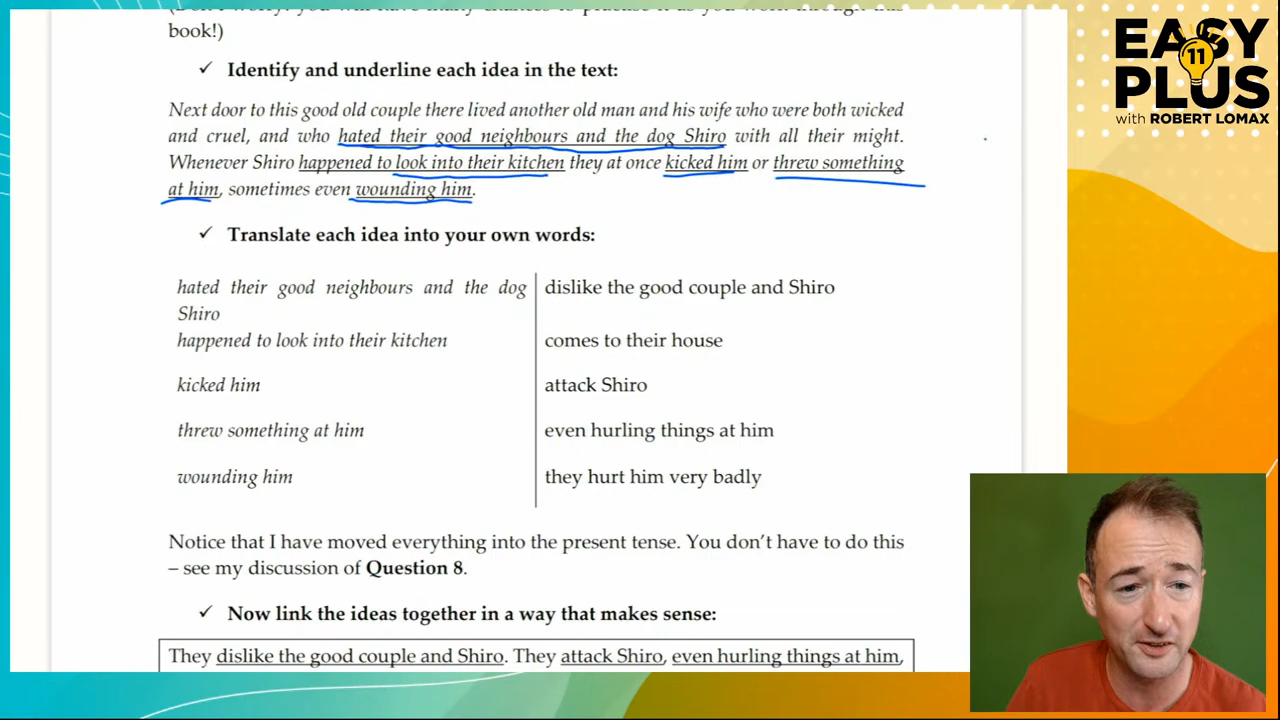 book!)
✓ Identify and underline each idea in the text:
Next door to this good old couple there lived another old man and his wife who were both wicked
and cruel, and who hated their good neighbours and the dog Shiro with all their might.
Whenever Shiro happened to look into their kitchen they at once kicked him or threw something
at him, sometimes even wounding him.
✓ Translate each idea into your own words:
hated their good neighbours and the dog
Shiro
dislike the good couple and Shiro
happened to look into their kitchen
comes to their house
kicked him
attack Shiro
threw something at him
even hurling things at him
wounding him
they hurt him very badly
Notice that I have moved everything into the present tense. You don't have to do this
– see my discussion of Question 8.
✓ Now link the ideas together in a way that makes sense:
They dislike the good couple and Shiro. They attack Shiro, even hurling things at him,
EASY
11
PLUS
with ROBERT LOMAX